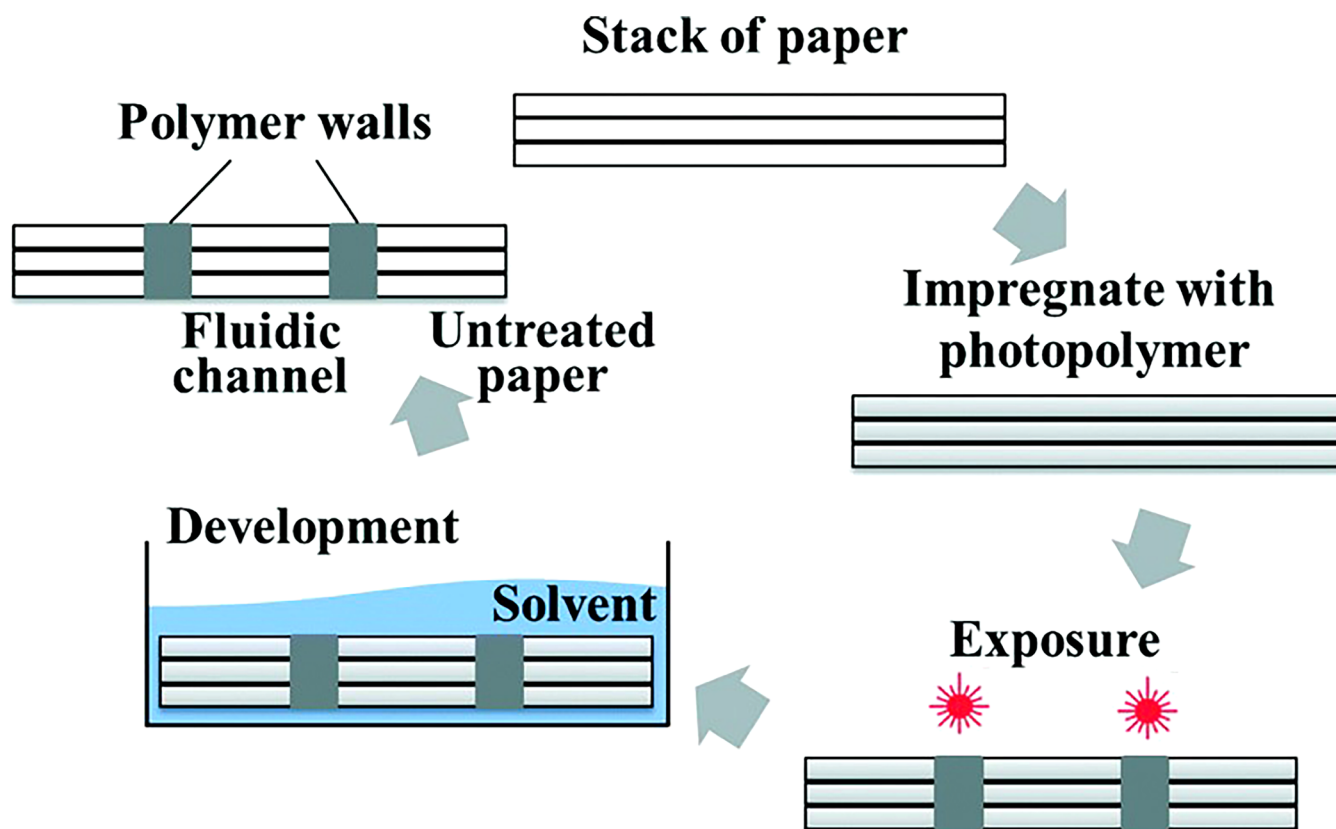 Stack of paper
Polymer walls
Impregnate with
photopolymer
Fluidic
channel
Untreated
paper
Development
Solvent
Exposure